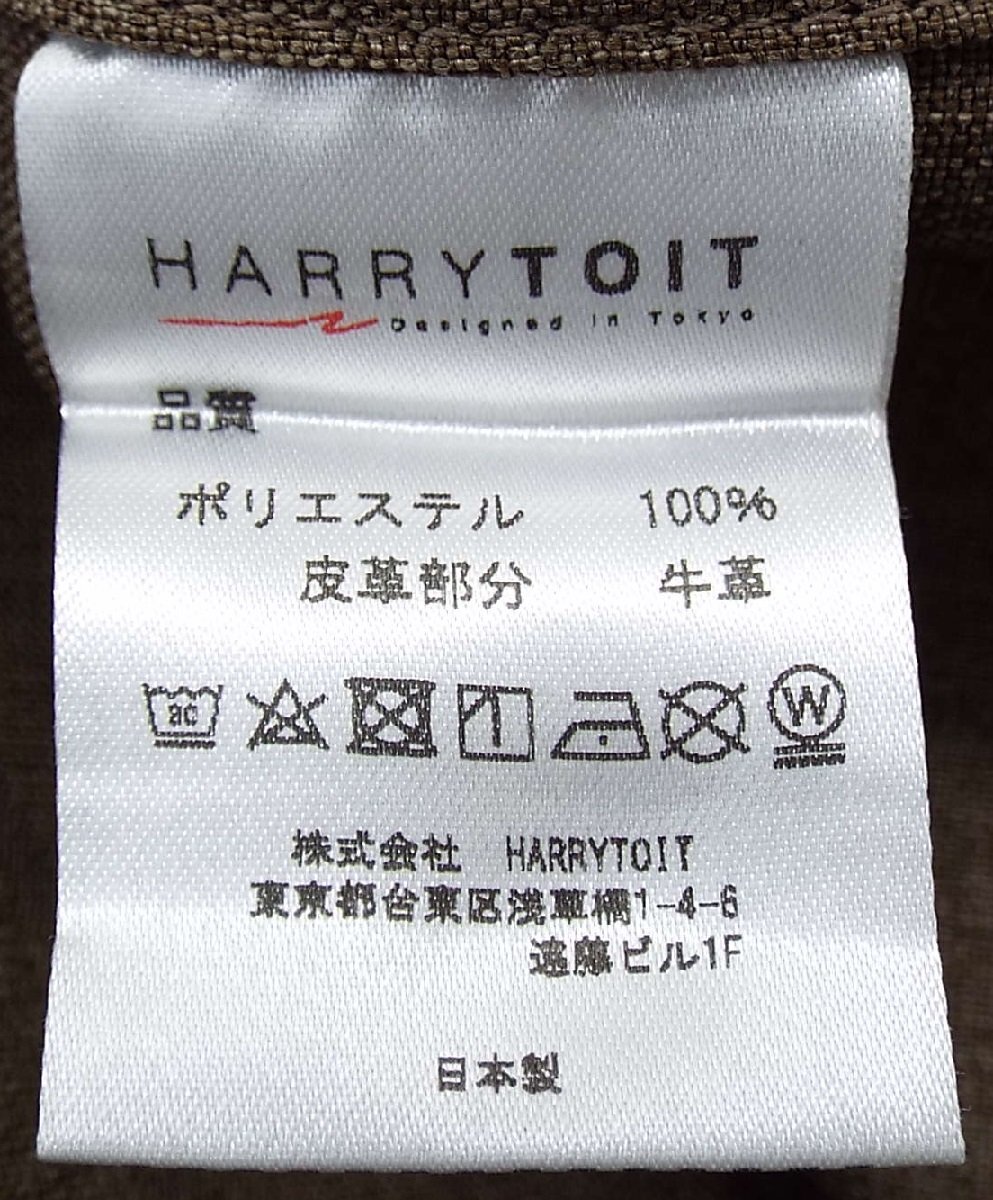 HARRYTOIT
Designed in Tokyo
品質
ポリエステル 100%
皮革部分 牛革
40 W
株式会社 HARRYTOIT
東京都台東区浅草橋1-4-6
遠藤ビル1F
日本製